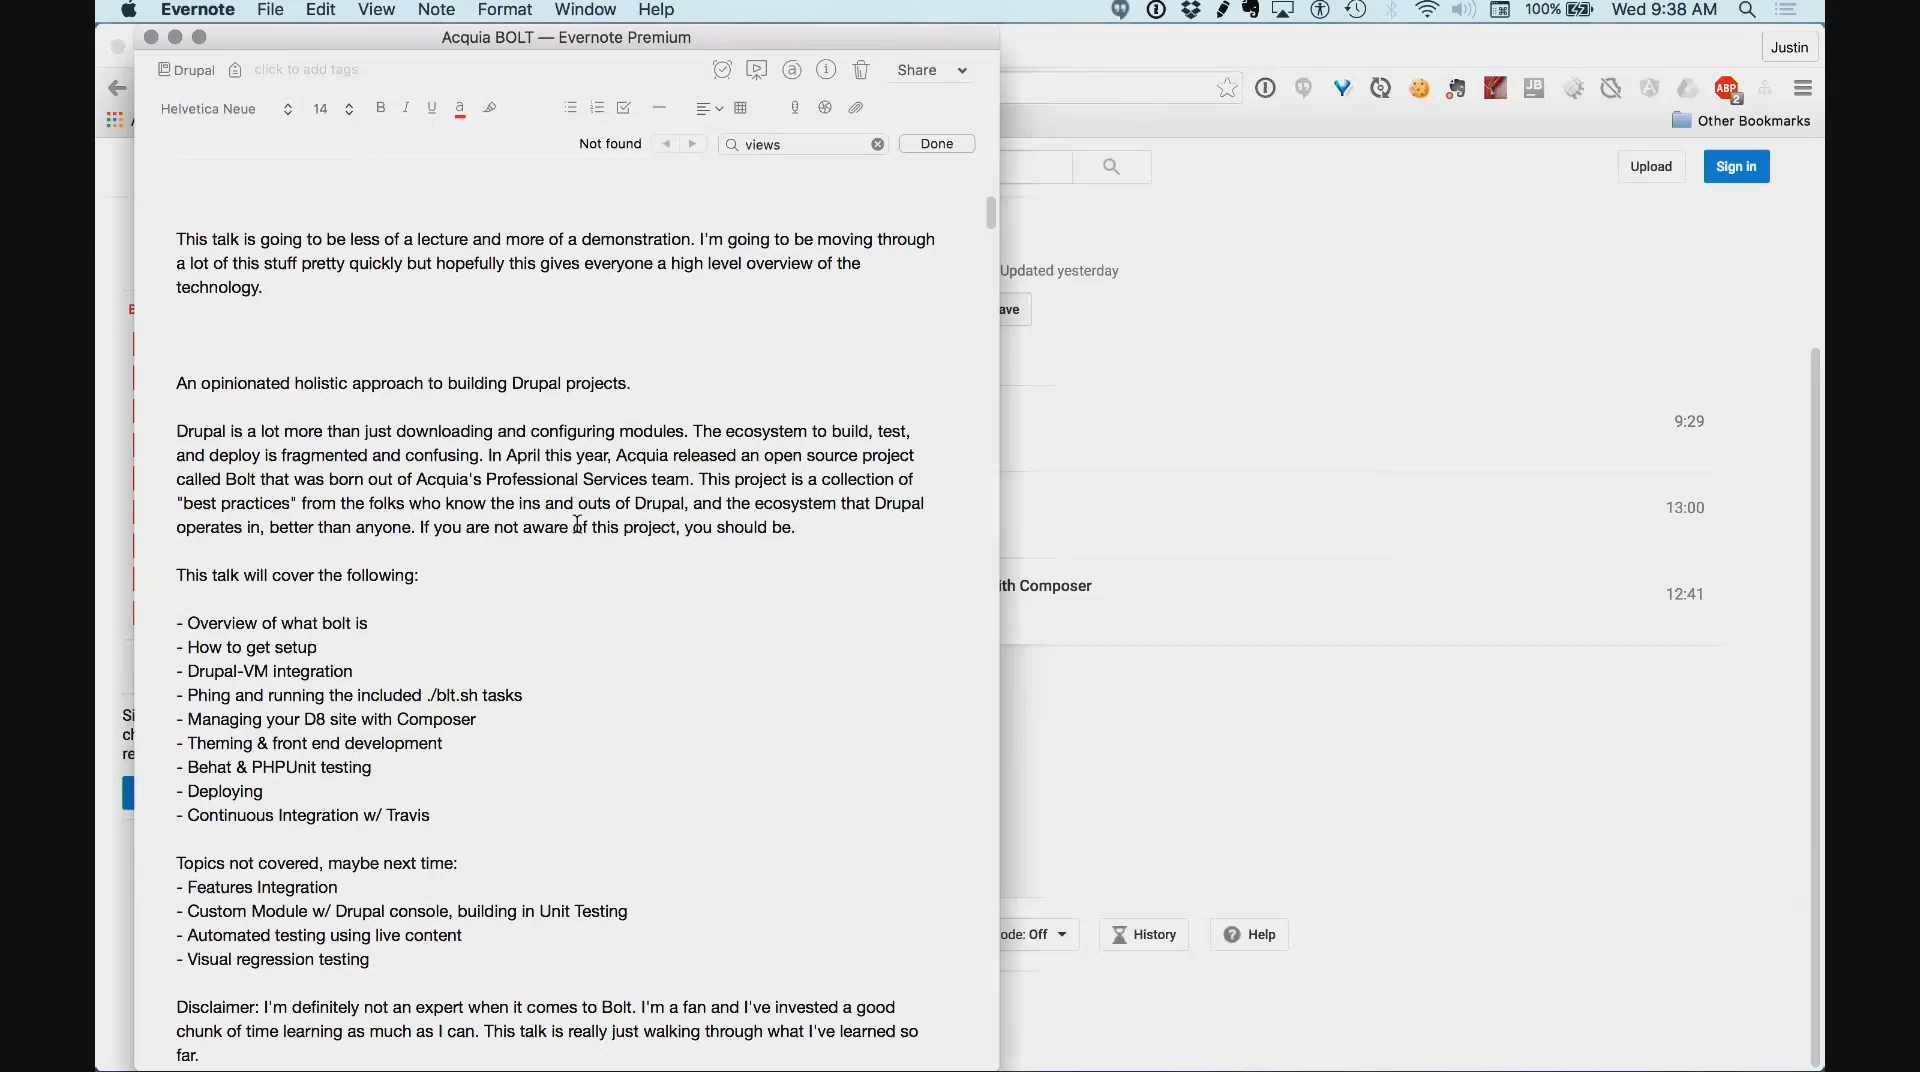 Evernote File Edit View Note Format Window Help 100% Wed 9:38 AM
Acquia BOLT — Evernote Premium
Justin
Drupal click to add tags Share
Helvetica Neue 14 B I U a
JB ABP 2
Other Bookmarks
Not found views Done
Upload Sign in
This talk is going to be less of a lecture and more of a demonstration. I'm going to be moving through
a lot of this stuff pretty quickly but hopefully this gives everyone a high level overview of the
technology.
Updated yesterday
ave
An opinionated holistic approach to building Drupal projects.
Drupal is a lot more than just downloading and configuring modules. The ecosystem to build, test,
and deploy is fragmented and confusing. In April this year, Acquia released an open source project
called Bolt that was born out of Acquia's Professional Services team. This project is a collection of
"best practices" from the folks who know the ins and outs of Drupal, and the ecosystem that Drupal
operates in, better than anyone. If you are not aware of this project, you should be.
9:29
13:00
ith Composer 12:41
This talk will cover the following:
- Overview of what bolt is
- How to get setup
- Drupal-VM integration
- Phing and running the included ./blt.sh tasks
- Managing your D8 site with Composer
- Theming & front end development
- Behat & PHPUnit testing
- Deploying
- Continuous Integration w/ Travis
Si
ch
re
Topics not covered, maybe next time:
- Features Integration
- Custom Module w/ Drupal console, building in Unit Testing
- Automated testing using live content
- Visual regression testing
ode: Off History Help
Disclaimer: I'm definitely not an expert when it comes to Bolt. I'm a fan and I've invested a good
chunk of time learning as much as I can. This talk is really just walking through what I've learned so
far.